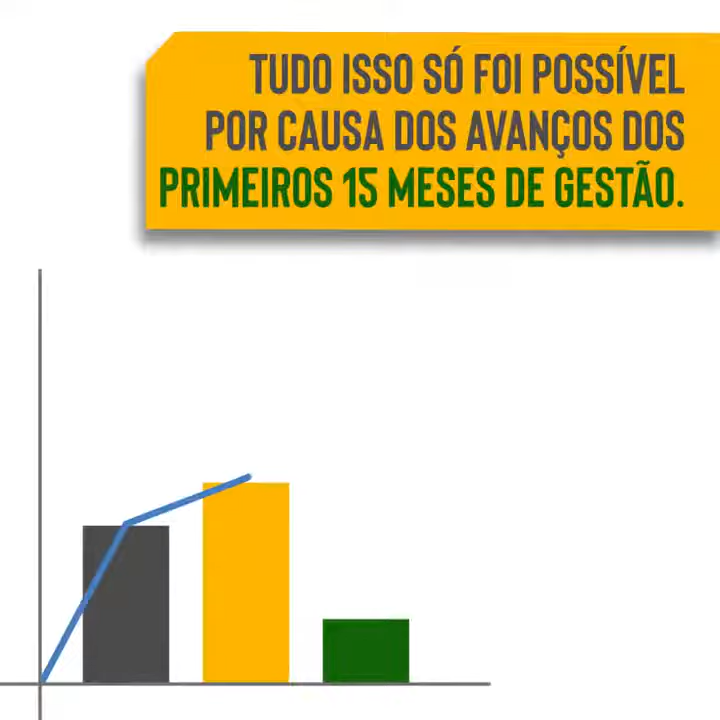 TUDO ISSO SÓ FOI POSSÍVEL
POR CAUSA DOS AVANÇOS DOS
PRIMEIROS 15 MESES DE GESTÃO.